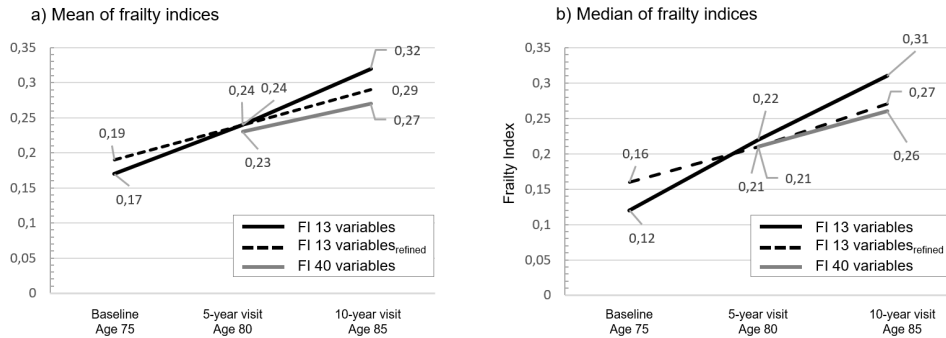 a) Mean of frailty indices
0,35
0,3
0,25
0,2
0,15
0,1
0,05
0
0,19
0,17
0,24
0,24
0,23
0,32
0,29
0,27
FI 13 variables
FI 13 variables refined
FI 40 variables
Baseline
Age 75
5-year visit
Age 80
10-year visit
Age 85
b) Median of frailty indices
Frailty Index
0,35
0,3
0,25
0,2
0,15
0,1
0,05
0
0,16
0,12
0,22
0,21
0,21
0,31
0,27
0,26
FI 13 variables
FI 13 variables refined
FI 40 variables
Baseline
Age 75
5-year visit
Age 80
10-year visit
Age 85